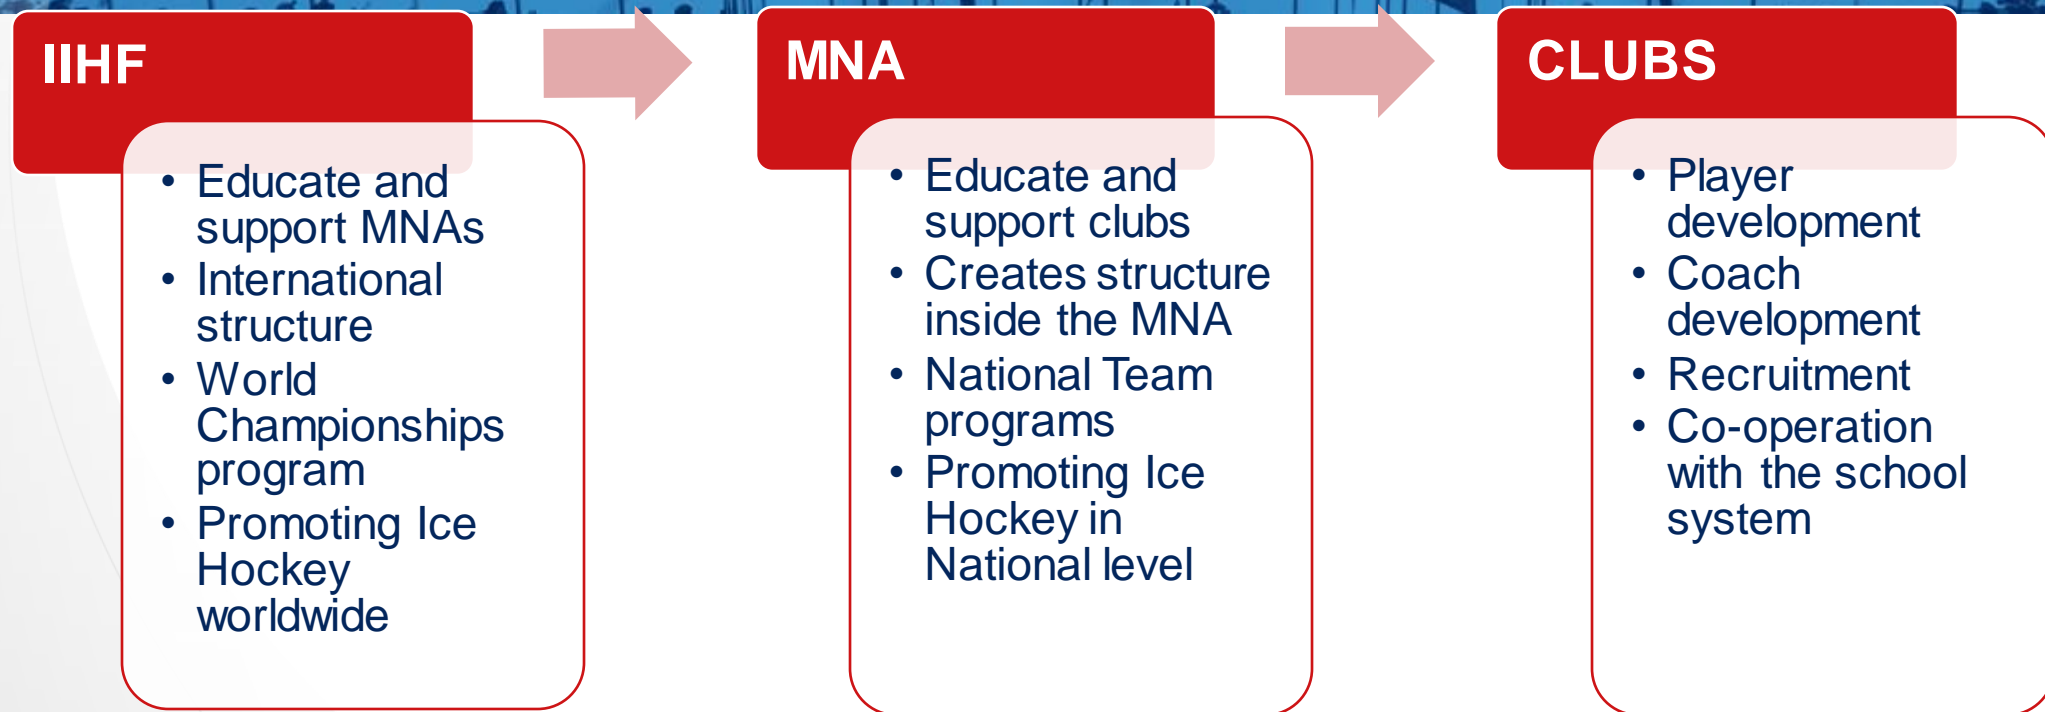 IIHF
• Educate and
support MNAs
• International
structure
• World
Championships
program
• Promoting Ice
Hockey
worldwide
MNA
• Educate and
support clubs
• Creates structure
inside the MNA
• National Team
programs
• Promoting Ice
Hockey in
National level
CLUBS
• Player
development
• Coach
development
• Recruitment
• Co-operation
with the school
system